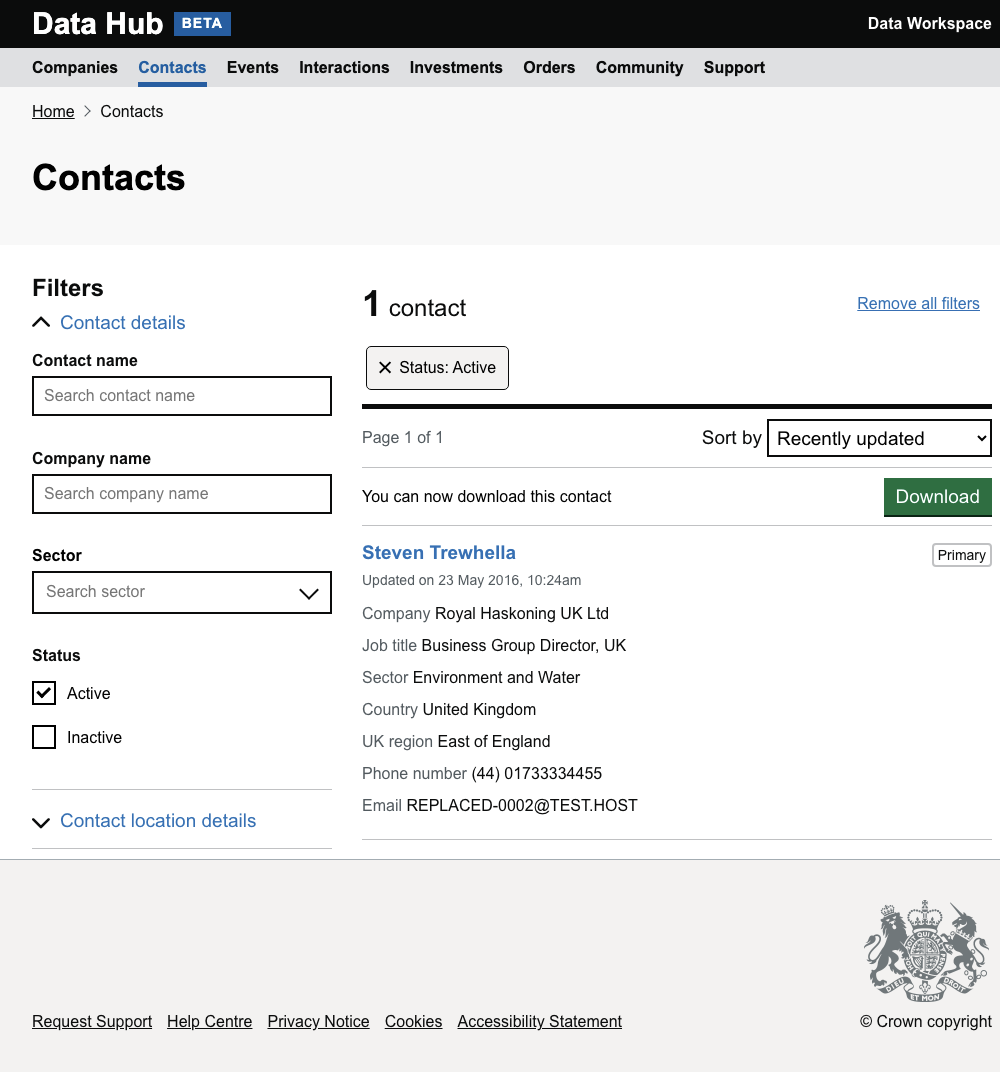 Data Hub BETA Data Workspace
Companies Contacts Events Interactions Investments Orders Community Support
Home Contacts
Contacts
Filters
Contact details
Contact name
Search contact name
Company name
Search company name
Sector
Search sector
Status
Active
Inactive
Contact location details
1 contact Remove all filters
Status: Active
Page 1 of 1 Sort by Recently updated
You can now download this contact Download
Steven Trewhella Primary
Updated on 23 May 2016, 10:24am
Company Royal Haskoning UK Ltd
Job title Business Group Director, UK
Sector Environment and Water
Country United Kingdom
UK region East of England
Phone number (44) 01733334455
Email REPLACED-0002@TEST.HOST
DIEU ET MON DROIT
Request Support Help Centre Privacy Notice Cookies Accessibility Statement © Crown copyright